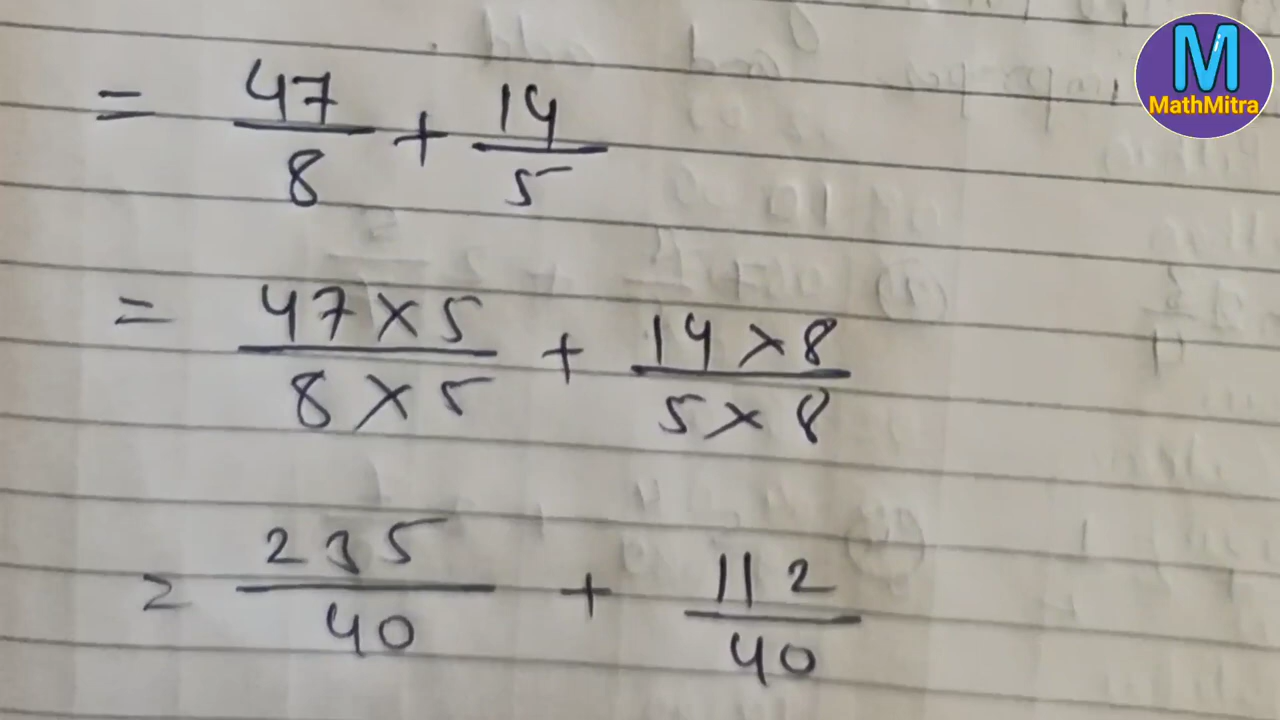 M
MathMitra
= 47/8 + 14/5
= 47×5/8×5 + 14×8/5×8
= 235/40 + 112/40